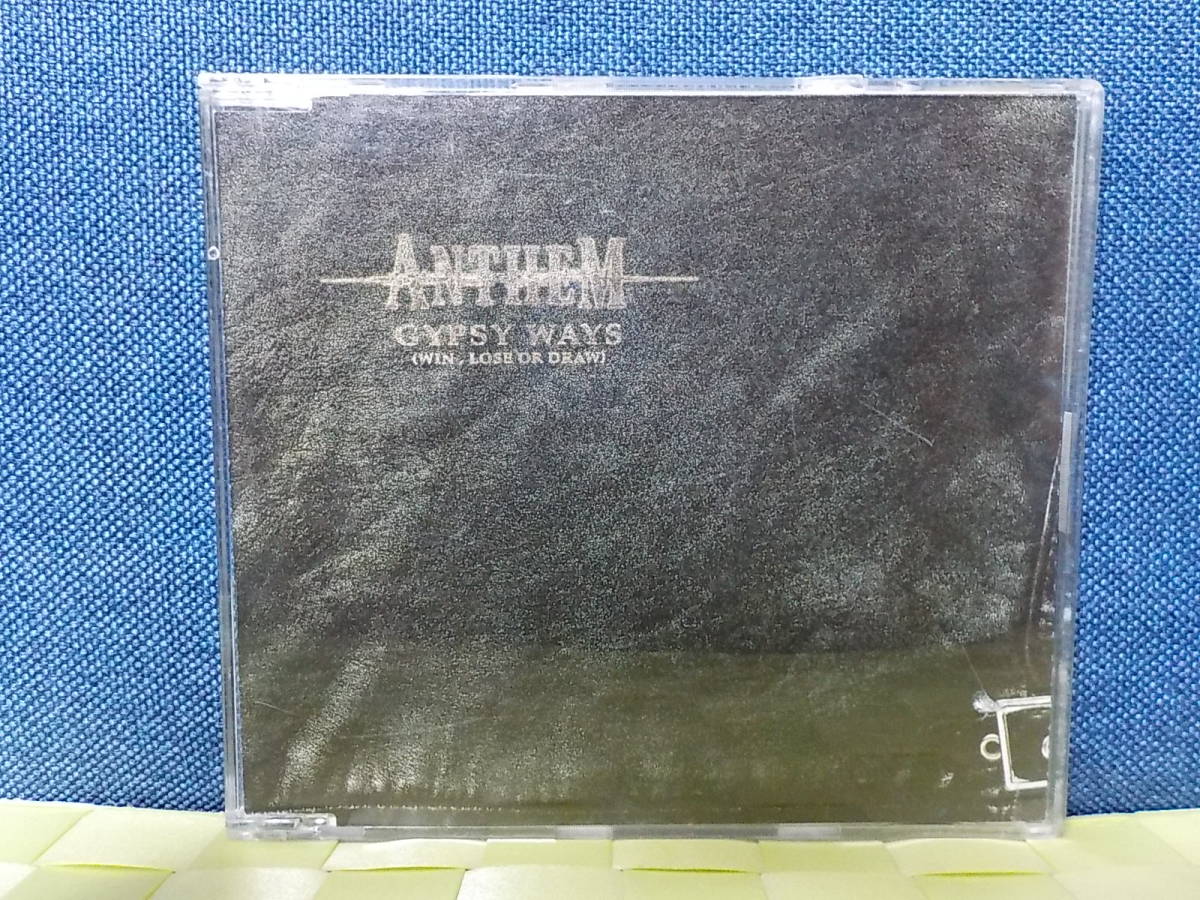 ANTHEM
GYPSY WAYS
(WIN, LOSE OR DRAW)